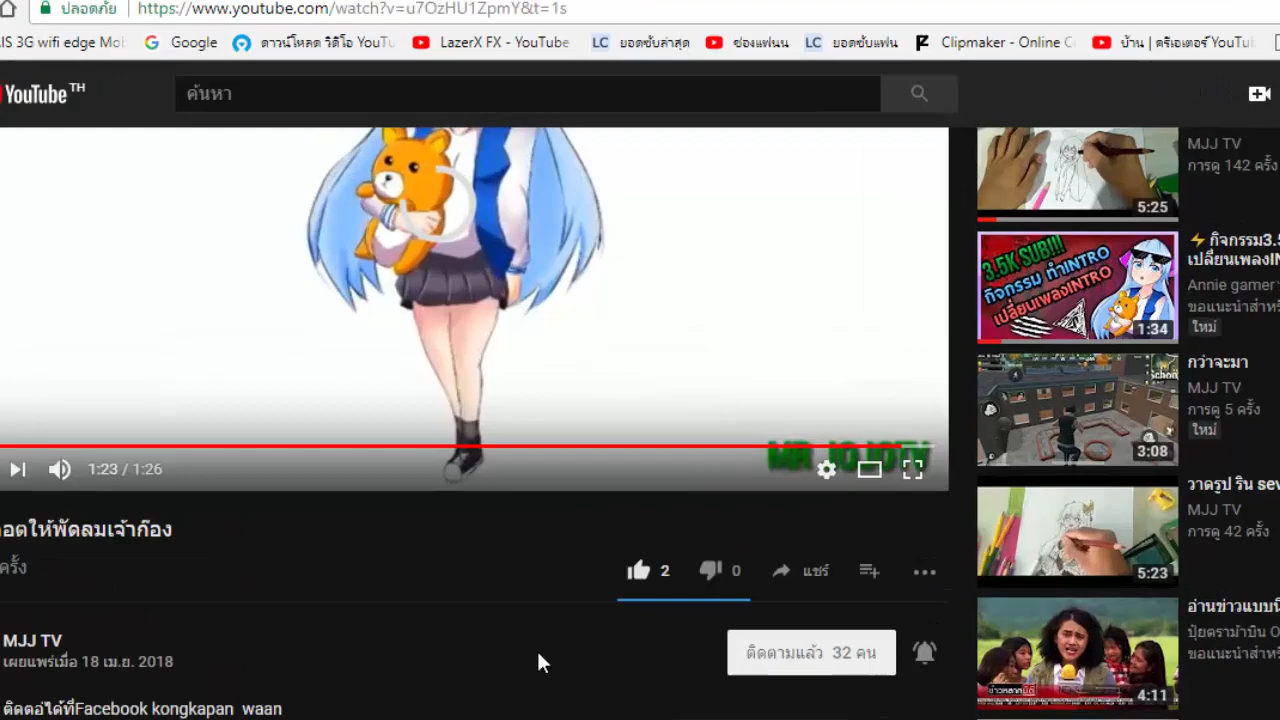 ปลอดภัย https://www.youtube.com/watch?v=u7OzHU1ZpmY&t=1s
AIS 3G wifi edge Mob Google ดาวน์โหลด วิดีโอ YouTu LazerX FX - YouTube LC ยอดซับล่าสุด ช่องแฟนน LC ยอดซับแฟน Clipmaker - Online C บ้าน | ครีเอเตอร์ YouTu
YouTube TH
ค้นหา
MR JOJOTV
1:23 / 1:26
อตให้พัดลมเจ้าก๊อง
ครั้ง
2 0 แชร์
MJJ TV
เผยแพร่เมื่อ 18 เม.ย. 2018
ติดตามแล้ว 32 คน
ติดตอได้ที่Facebook kongkapan waan
MJJ TV
การดู 142 ครั้ง
5:25
3.5K SUB!!!
กิจกรรม ทำINTRO
เปลี่ยนเพลงINTRO
1:34
⚡กิจกรรม3.5
เปลี่ยนเพลงIN
Annie gamer
ขอแนะนำสำหรั
ใหม่
กว่าจะมา
MJJ TV
การดู 5 ครั้ง
ใหม่
School
3:08
วาดรูป ริน sev
MJJ TV
การดู 42 ครั้ง
5:23
อ่านข่าวแบบนี้
ปุ๋ยดราม้าบิน O
ขอแนะนำสำหรั
4:11